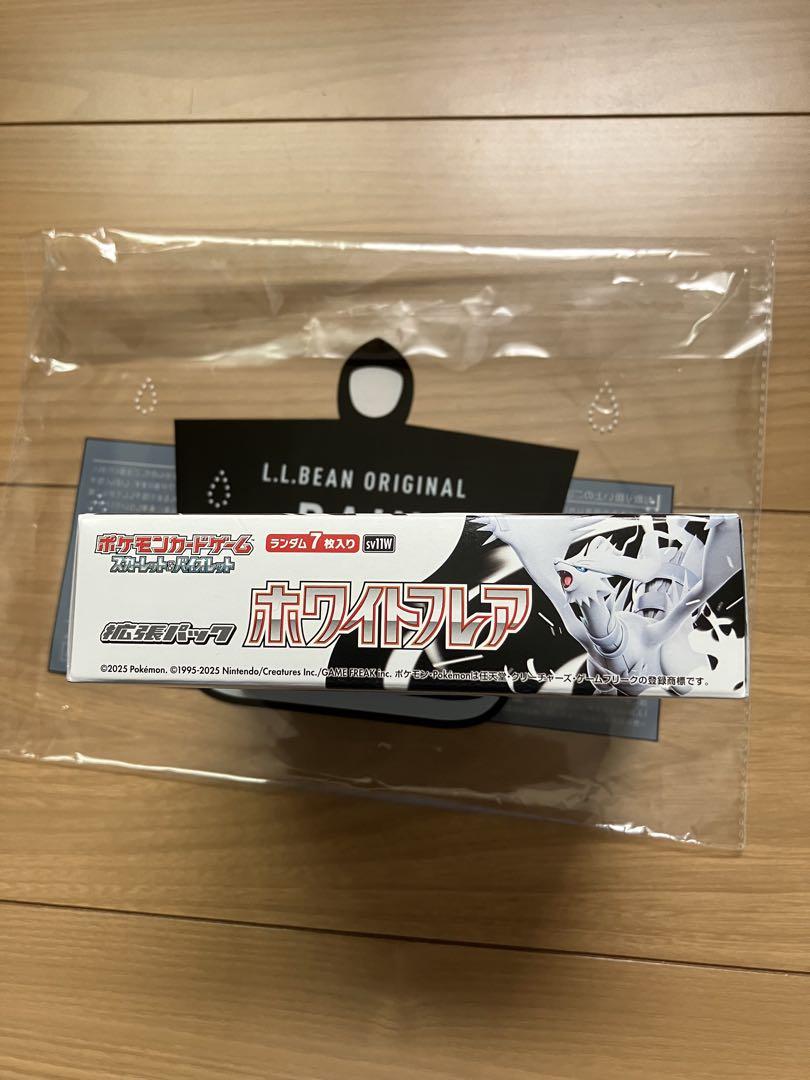 L.L.BEAN ORIGINAL
ポケモンカードゲーム
スカーレット&バイオレット
ランダム7枚入り
sv11W
拡張パック
ホワイトフレア
©2025 Pokémon. ©1995-2025 Nintendo/Creatures Inc./GAME FREAK inc. ポケモン・Pokémonは任天堂・クリーチャーズ・ゲームフリークの登録商標です。